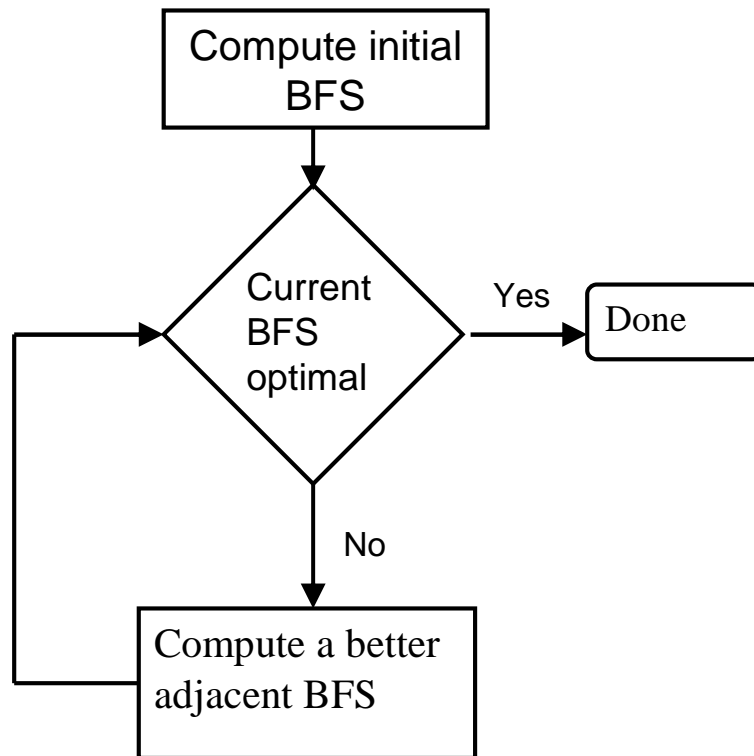 Compute initial
BFS
Current
BFS
optimal
Yes
Done
No
Compute a better
adjacent BFS